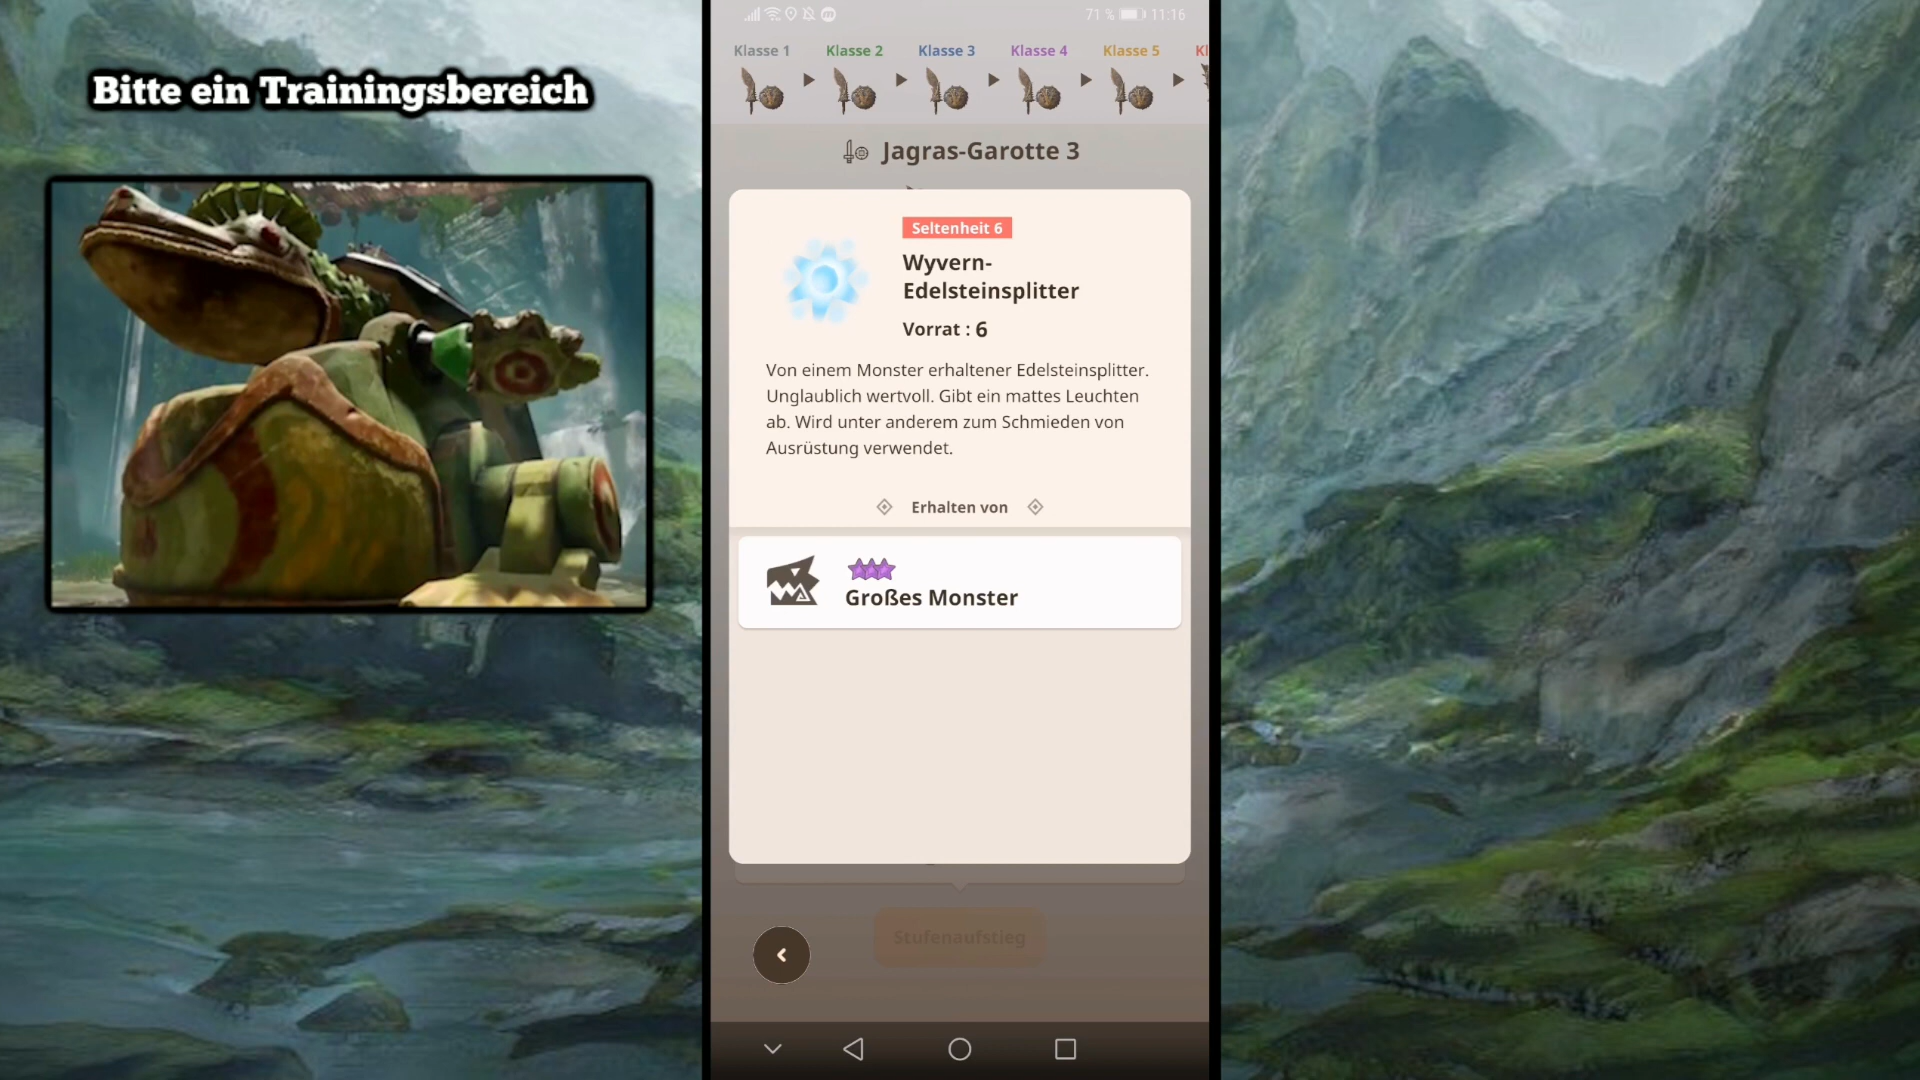 Bitte ein Trainingsbereich
71 % 11:16
Klasse 1 Klasse 2 Klasse 3 Klasse 4 Klasse 5 Kl
Jagras-Garotte 3
Seltenheit 6
Wyvern-
Edelsteinsplitter
Vorrat : 6
Von einem Monster erhaltener Edelsteinsplitter.
Unglaublich wertvoll. Gibt ein mattes Leuchten
ab. Wird unter anderem zum Schmieden von
Ausrüstung verwendet.
Erhalten von
Großes Monster
Stufenaufstieg